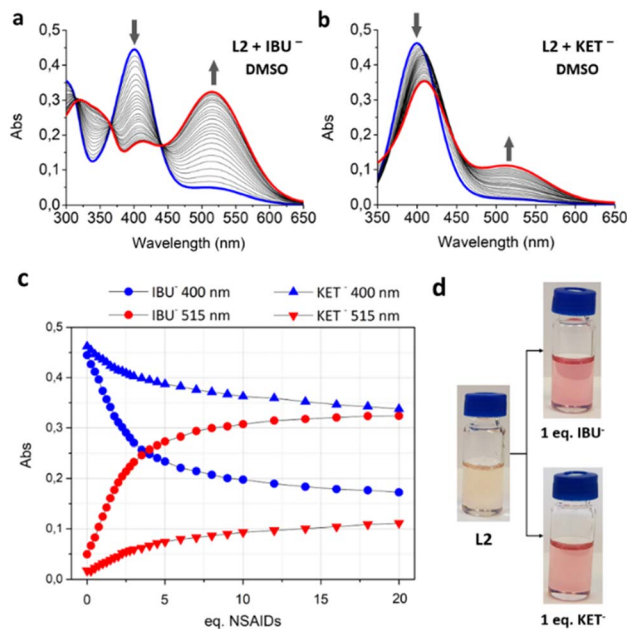 a
L2 + IBU⁻
DMSO
Abs
0,5
0,4
0,3
0,2
0,1
0,0
300 350 400 450 500 550 600 650
Wavelength (nm)
b
L2 + KET⁻
DMSO
Abs
0,5
0,4
0,3
0,2
0,1
0,0
350 400 450 500 550 600 650
Wavelength (nm)
c
IBU⁻ 400 nm
KET⁻ 400 nm
IBU⁻ 515 nm
KET⁻ 515 nm
Abs
0,5
0,4
0,3
0,2
0,1
0,0
0 5 10 15 20
eq. NSAIDs
d
L2
1 eq. IBU⁻
1 eq. KET⁻